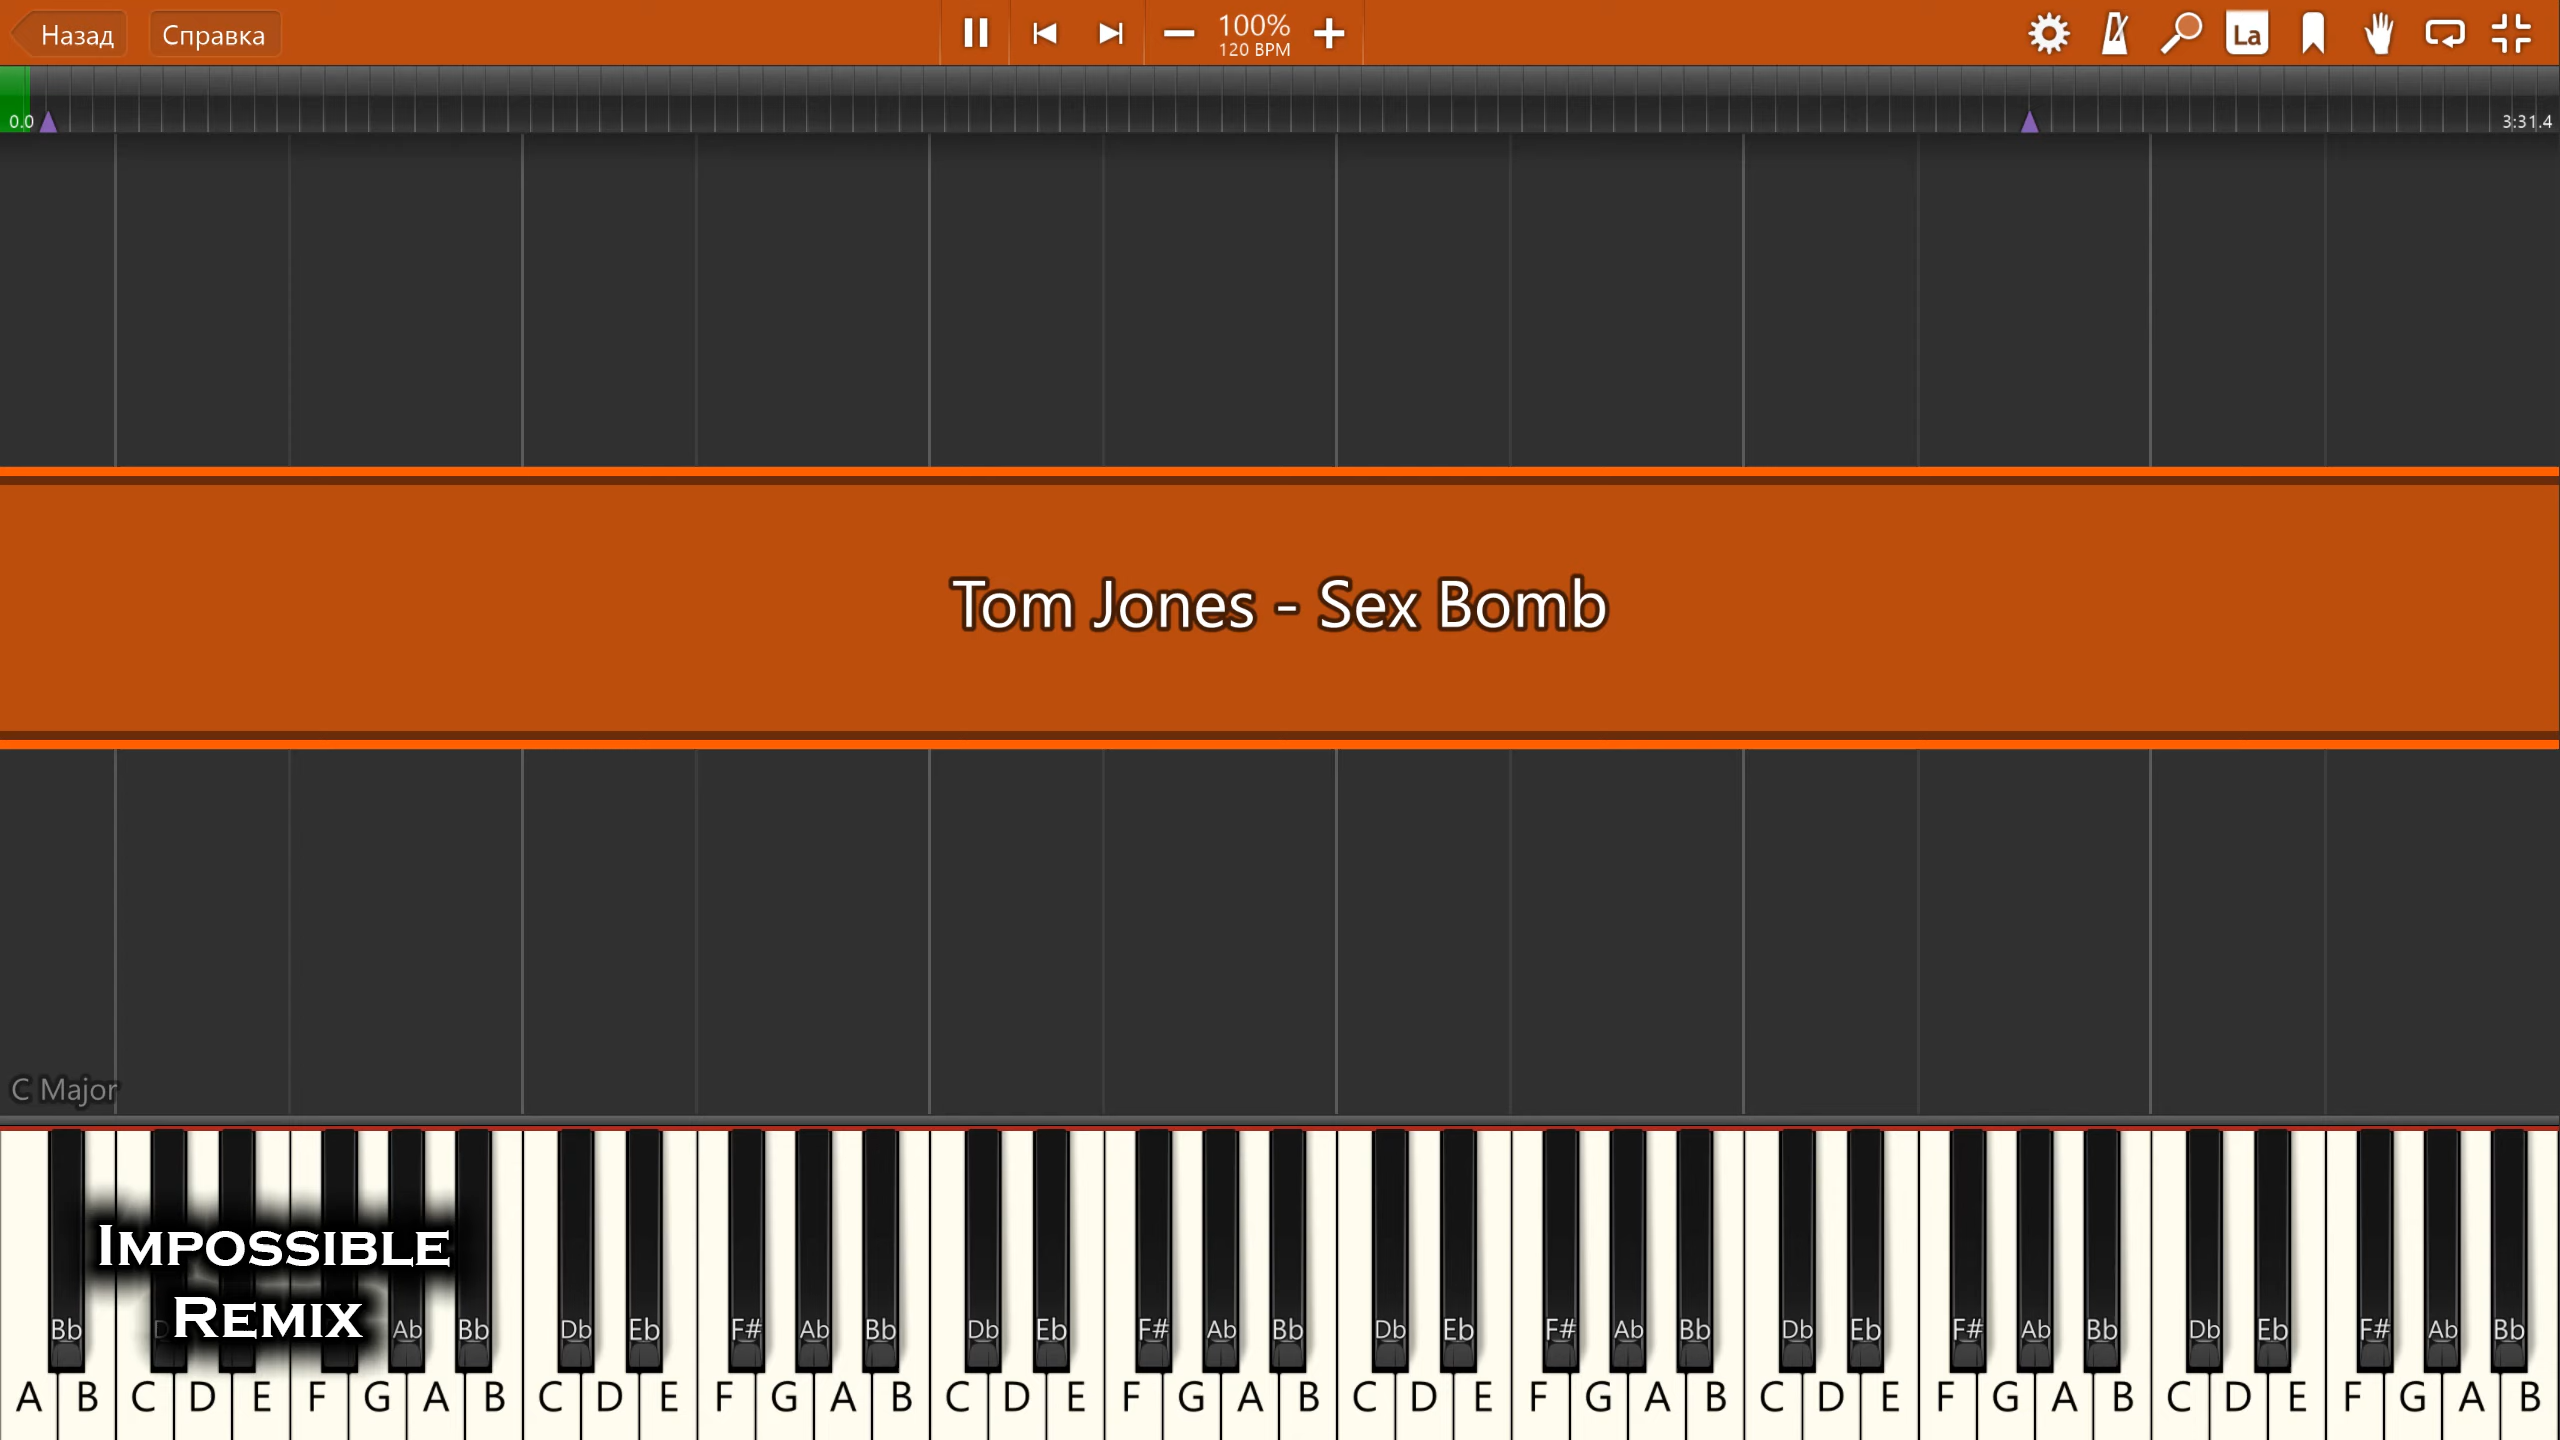 Назад Справка 100% La
120 BPM
0.0 3:31.4
Tom Jones - Sex Bomb
C Major
Impossible
Remix
Bb D Ab Bb Db Eb F# Ab Bb Db Eb F# Ab Bb Db Eb F# Ab Bb Db Eb F# Ab Bb Db Eb F# Ab Bb
A B C D E F G A B C D E F G A B C D E F G A B C D E F G A B C D E F G A B C D E F G A B